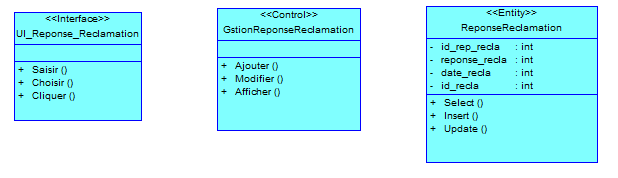 <<Interface>>
UI_Reponse_Reclamation
+ Saisir ()
+ Choisir ()
+ Cliquer ()
<<Control>>
GstionReponseReclamation
+ Ajouter ()
+ Modifier ()
+ Afficher ()
<<Entity>>
ReponseReclamation
- id_rep_recla : int
- reponse_recla : int
- date_recla : int
- id_recla : int
+ Select ()
+ Insert ()
+ Update ()